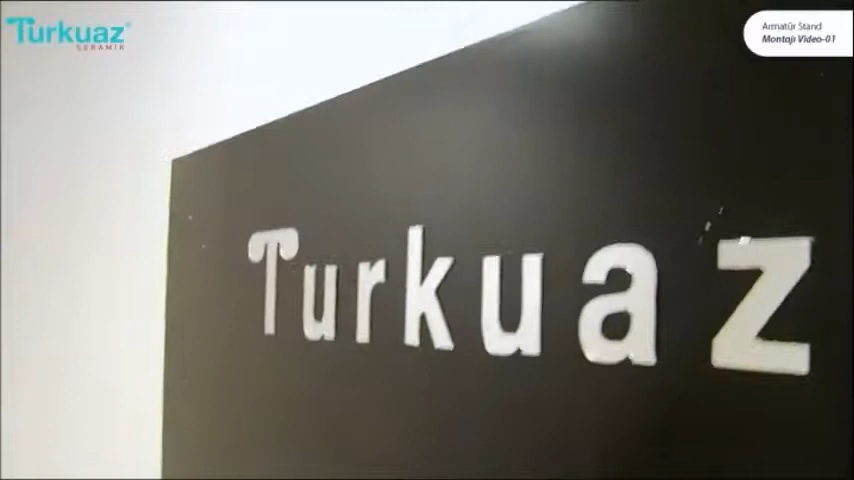 Turkuaz®
SERAMİK
Armatür Stand
Montajı Video-01
Turkuaz